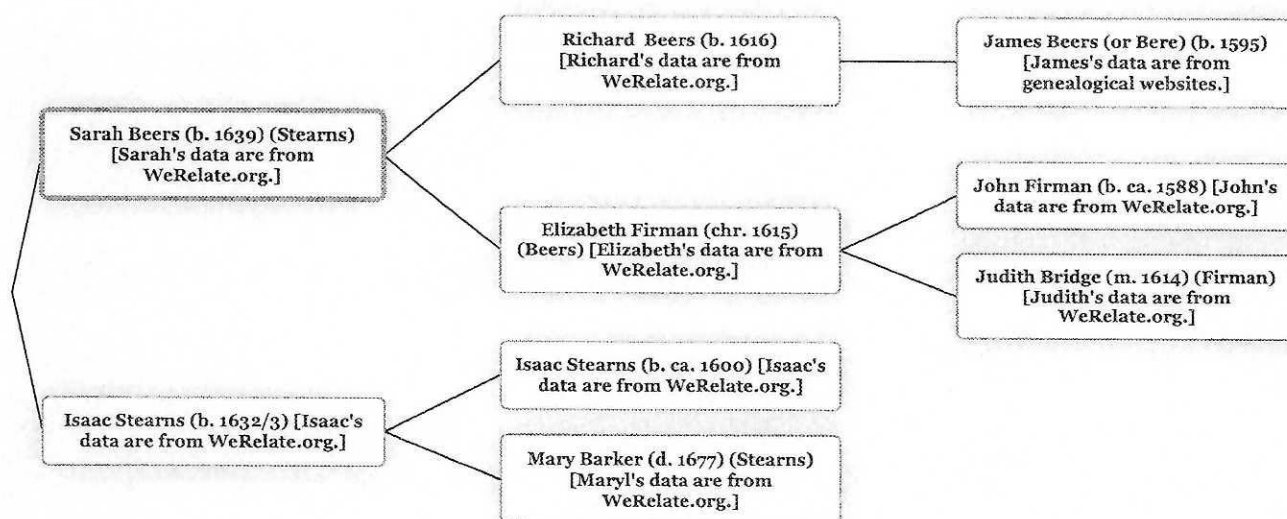 Richard Beers (b. 1616)
[Richard's data are from
WeRelate.org.]
James Beers (or Bere) (b. 1595)
[James's data are from
genealogical websites.]
Sarah Beers (b. 1639) (Stearns)
[Sarah's data are from
WeRelate.org.]
John Firman (b. ca. 1588) [John's
data are from WeRelate.org.]
Elizabeth Firman (chr. 1615)
(Beers) [Elizabeth's data are from
WeRelate.org.]
Judith Bridge (m. 1614) (Firman)
[Judith's data are from
WeRelate.org.]
Isaac Stearns (b. ca. 1600) [Isaac's
data are from WeRelate.org.]
Isaac Stearns (b. 1632/3) [Isaac's
data are from WeRelate.org.]
Mary Barker (d. 1677) (Stearns)
[Maryl's data are from
WeRelate.org.]